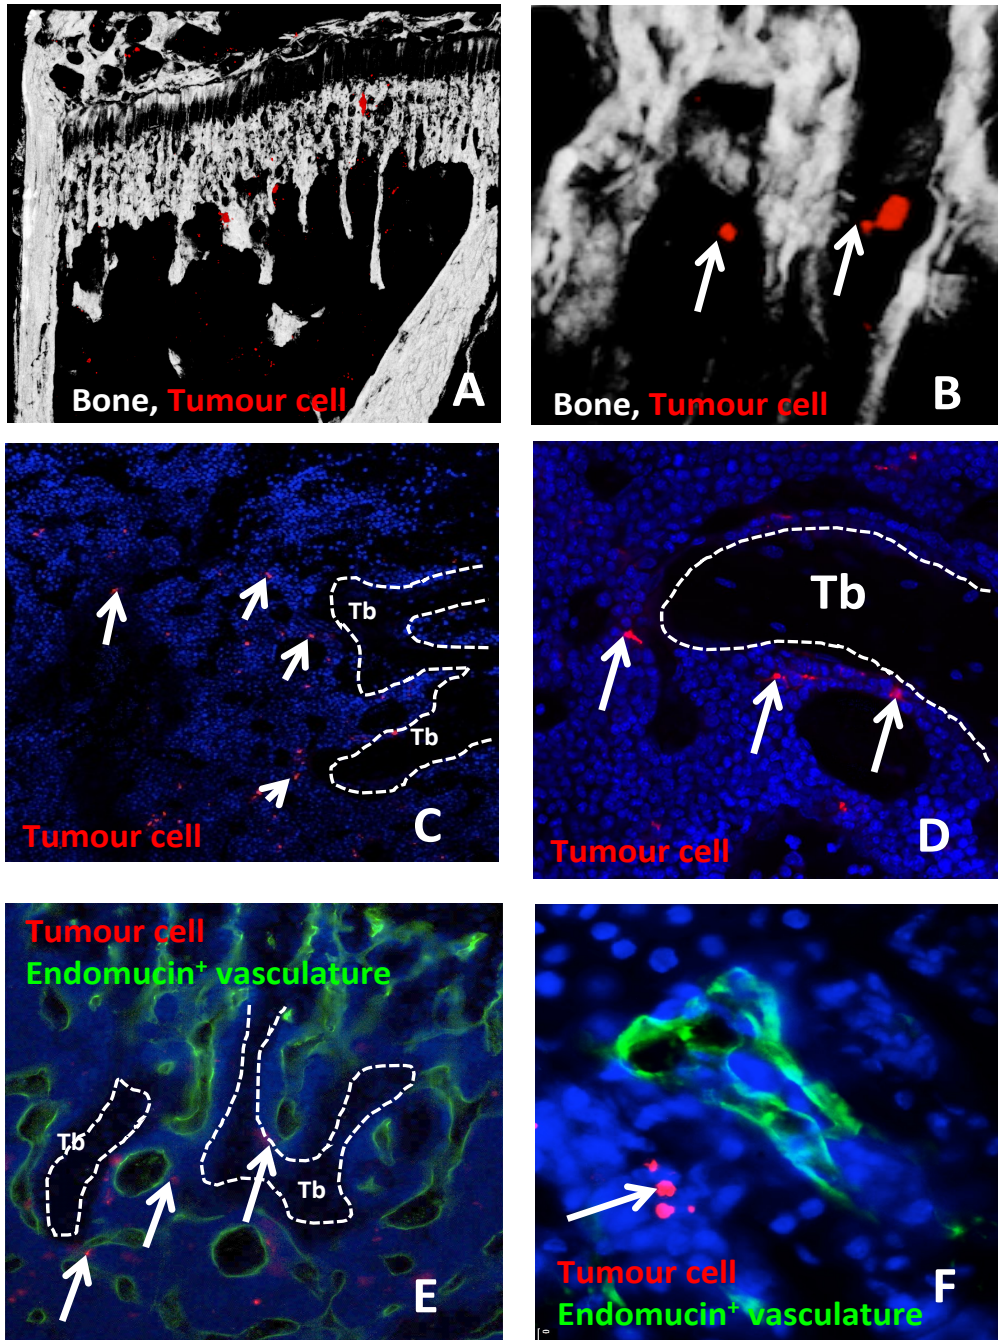 Bone, Tumour cell
A
Bone, Tumour cell
B
Tb
Tb
Tumour cell
C
Tb
Tumour cell
D
Tumour cell
Endomucin⁺ vasculature
Tb
Tb
E
Tumour cell
Endomucin⁺ vasculature
F
0